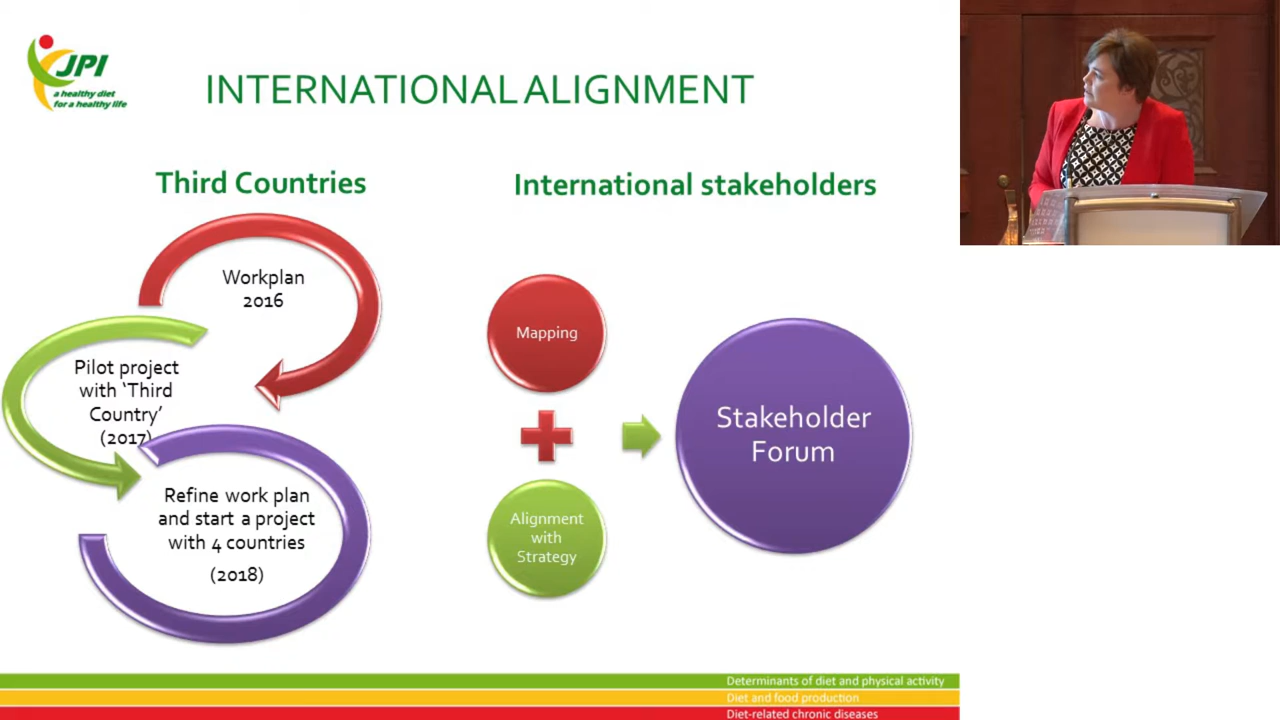 JPI
a healthy diet
for a healthy life
INTERNATIONAL ALIGNMENT
Third Countries
Workplan
2016
Pilot project
with ‘Third
Country’
(2017)
Refine work plan
and start a project
with 4 countries
(2018)
International stakeholders
Mapping
Alignment
with
Strategy
Stakeholder
Forum
Determinants of diet and physical activity
Diet and food production
Diet-related chronic diseases